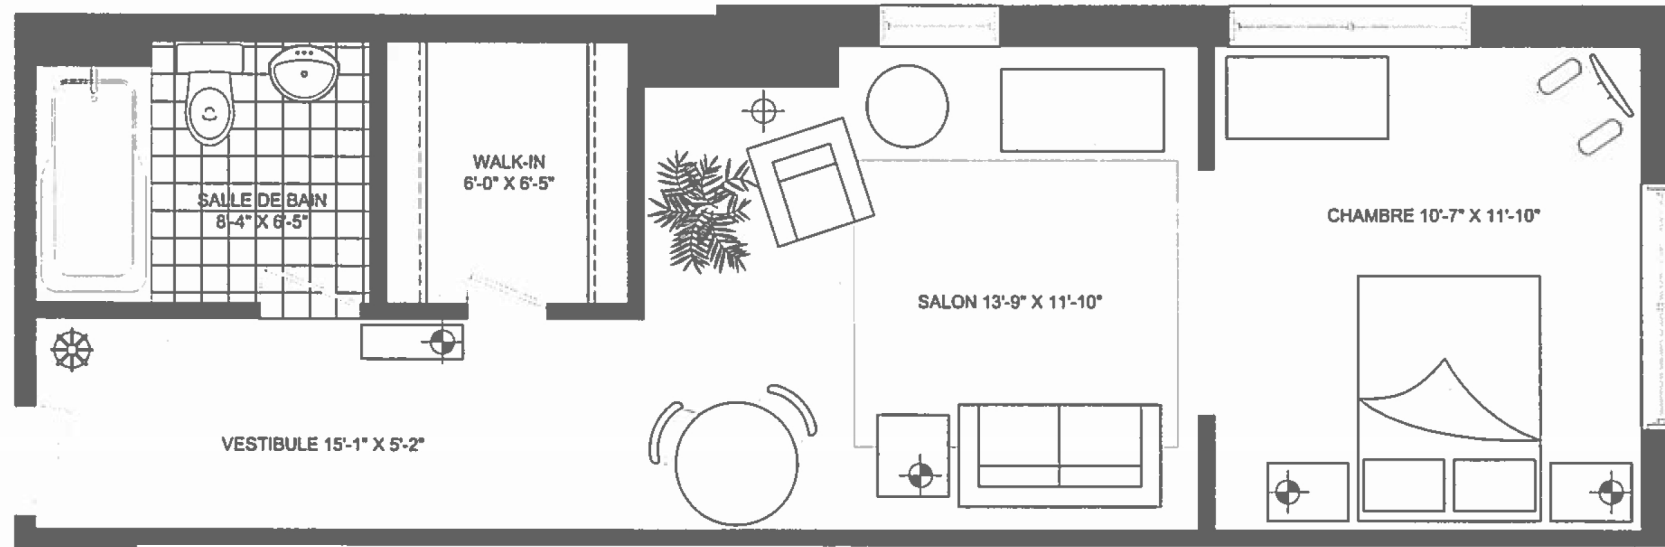 SALLE DE BAIN
8'-4" X 6'-5"
WALK-IN
6'-0" X 6'-5"
CHAMBRE 10'-7" X 11'-10"
SALON 13'-9" X 11'-10"
VESTIBULE 15'-1" X 5'-2"